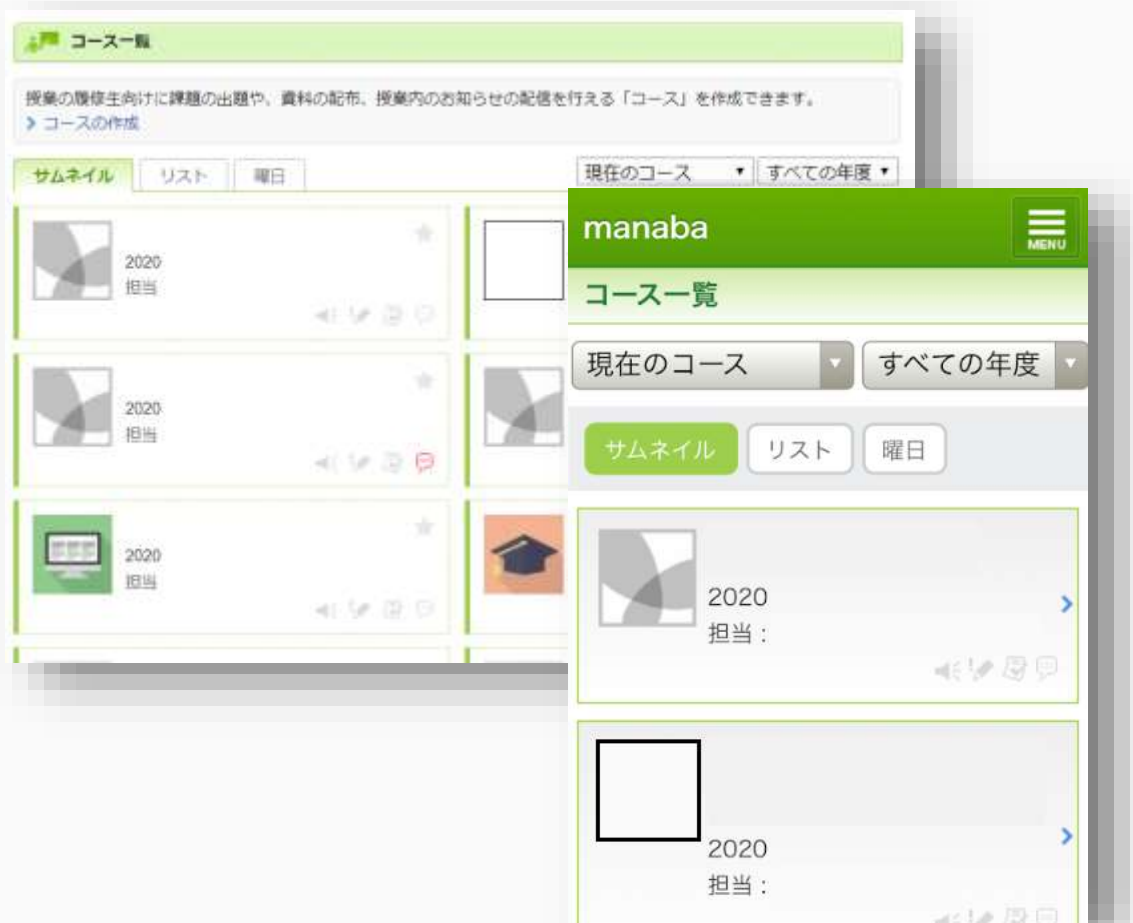 コース一覧
授業の履修生向けに課題の出題や、資料の配布、授業内のお知らせの配信を行える「コース」を作成できます。
コースの作成
サムネイル リスト 曜日 現在のコース すべての年度
2020
担当
2020
担当
2020
担当
manaba
MENU
コース一覧
現在のコース すべての年度
サムネイル リスト 曜日
2020
担当：
2020
担当：